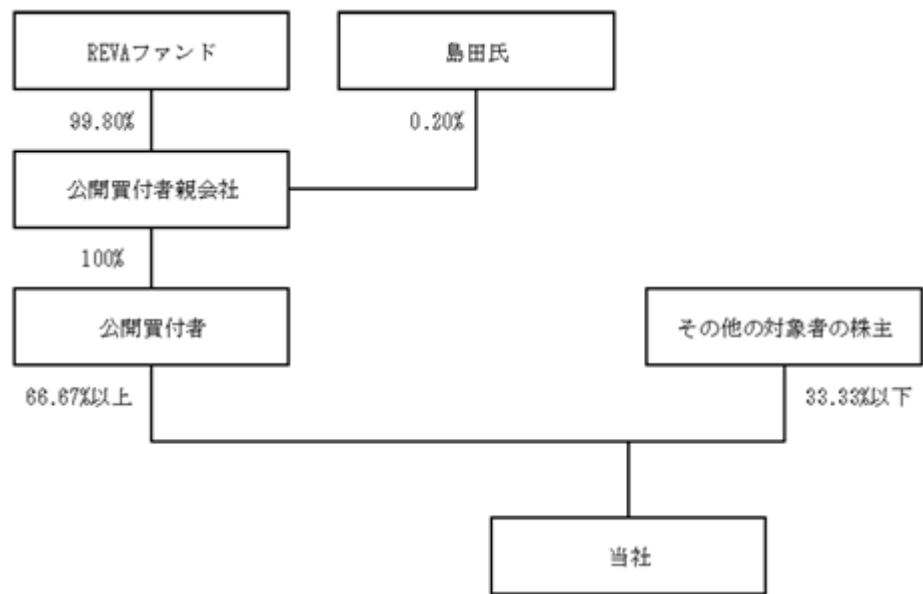 REVAファンド
島田氏
99.80%
0.20%
公開買付者親会社
100%
公開買付者
その他の対象者の株主
66.67%以上
33.33%以下
当社